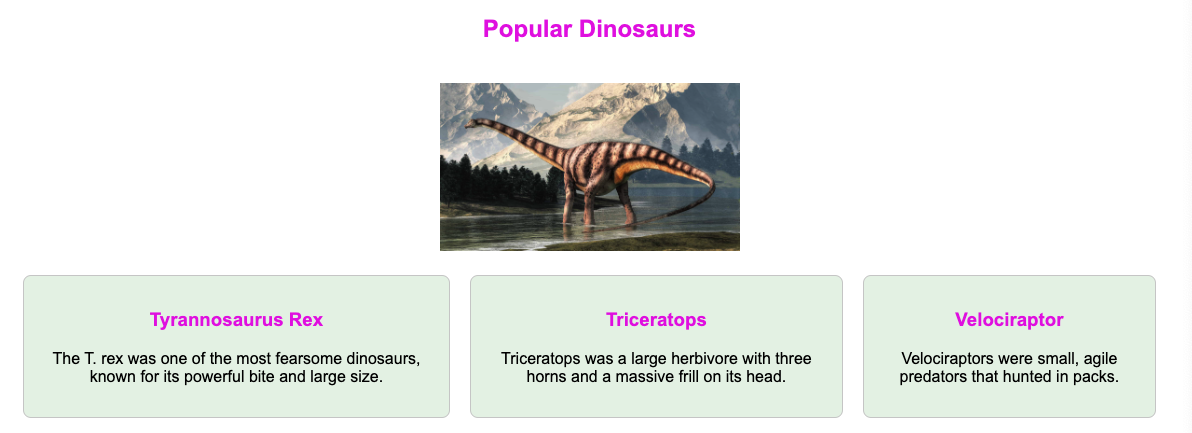 Popular Dinosaurs
Tyrannosaurus Rex
The T. rex was one of the most fearsome dinosaurs,
known for its powerful bite and large size.
Triceratops
Triceratops was a large herbivore with three
horns and a massive frill on its head.
Velociraptor
Velociraptors were small, agile
predators that hunted in packs.